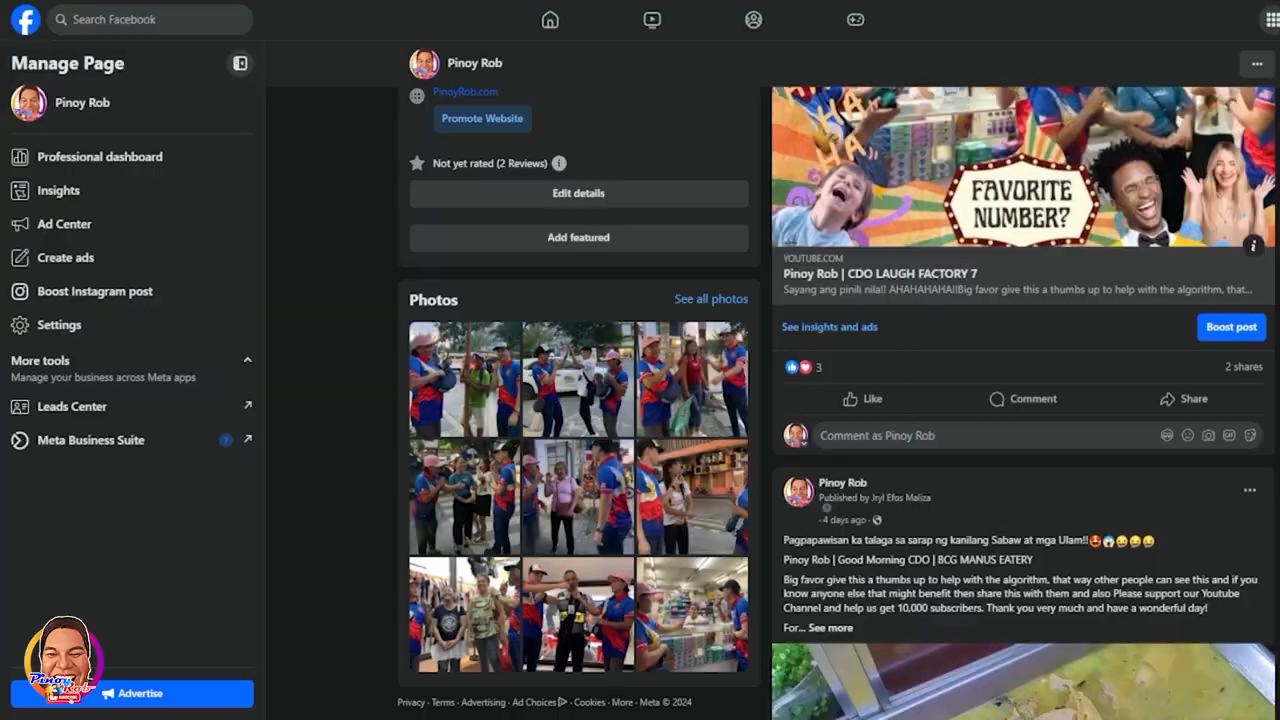 Search Facebook
Manage Page
Pinoy Rob
Professional dashboard
Insights
Ad Center
Create ads
Boost Instagram post
Settings
More tools
Manage your business across Meta apps
Leads Center
Meta Business Suite
7
Advertise
Pinoy Rob
PinoyRob.com
Promote Website
Not yet rated (2 Reviews)
Edit details
Add featured
Photos
See all photos
Privacy · Terms · Advertising · Ad Choices · Cookies · More · Meta © 2024
HA
HA
FAVORITE
NUMBER?
YOUTUBE.COM
Pinoy Rob | CDO LAUGH FACTORY 7
Sayang ang pinili nila!! AHAHAHAHA!!Big favor give this a thumbs up to help with the algorithm, that...
See insights and ads
Boost post
3
2 shares
Like
Comment
Share
Comment as Pinoy Rob
Pinoy Rob
Published by Jryl Efos Maliza
· 4 days ago ·
Pagpapawisan ka talaga sa sarap ng kanilang Sabaw at mga Ulam!!🤩😱😄😄😄
Pinoy Rob | Good Morning CDO | BCG MANUS EATERY
Big favor give this a thumbs up to help with the algorithm, that way other people can see this and if you
know anyone else that might benefit then share this with them and also Please support our Youtube
Channel and help us get 10,000 subscribers. Thank you very much and have a wonderful day!
For... See more